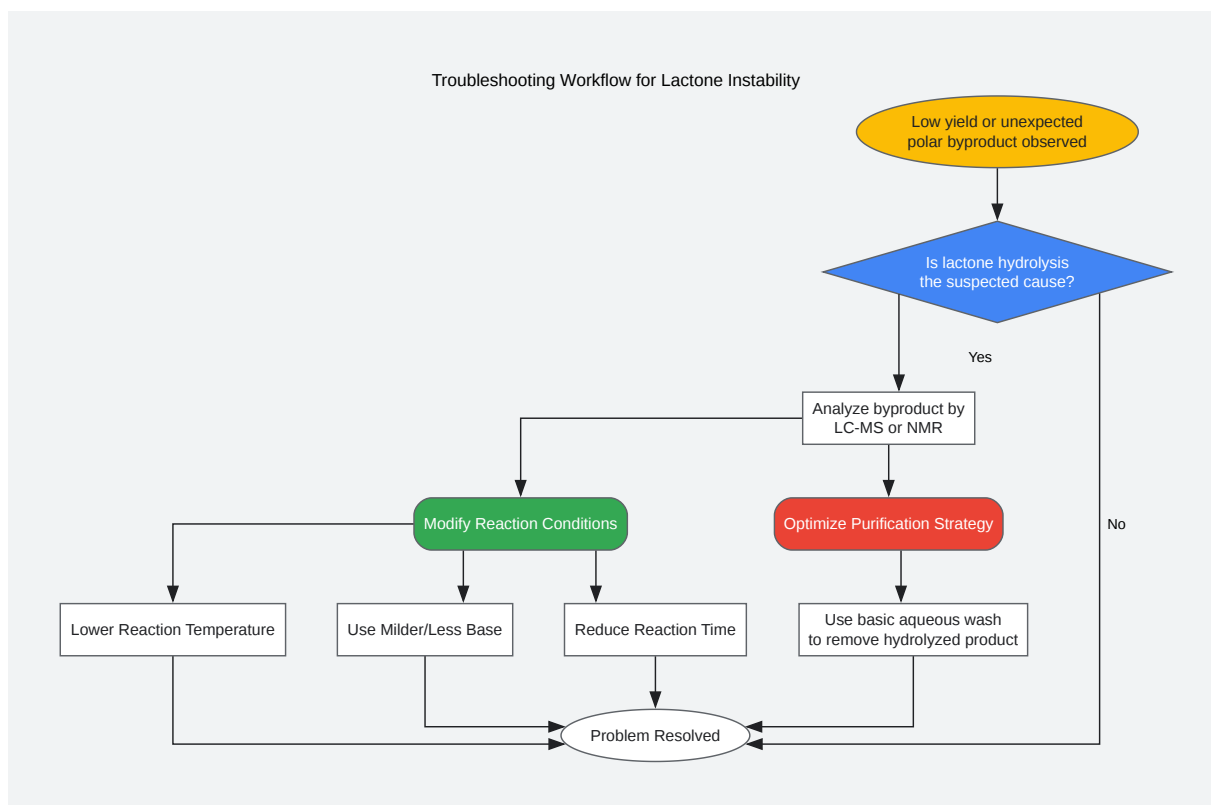 Troubleshooting Workflow for Lactone Instability
Low yield or unexpected
polar byproduct observed
Is lactone hydrolysis
the suspected cause?
Yes
Analyze byproduct by
LC-MS or NMR
Modify Reaction Conditions
Optimize Purification Strategy
No
Lower Reaction Temperature
Use Milder/Less Base
Reduce Reaction Time
Use basic aqueous wash
to remove hydrolyzed product
Problem Resolved